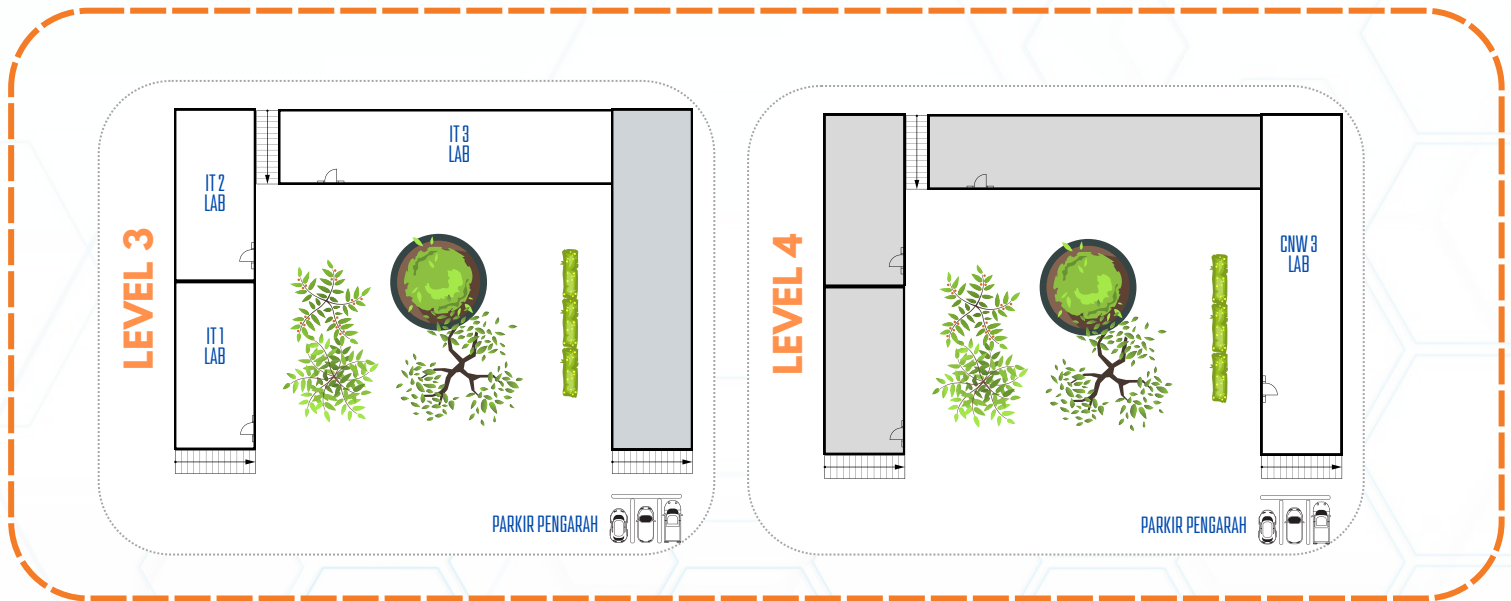 LEVEL 3
IT 2
LAB
IT 1
LAB
IT 3
LAB
PARKIR PENGARAH
LEVEL 4
CNW 3
LAB
PARKIR PENGARAH